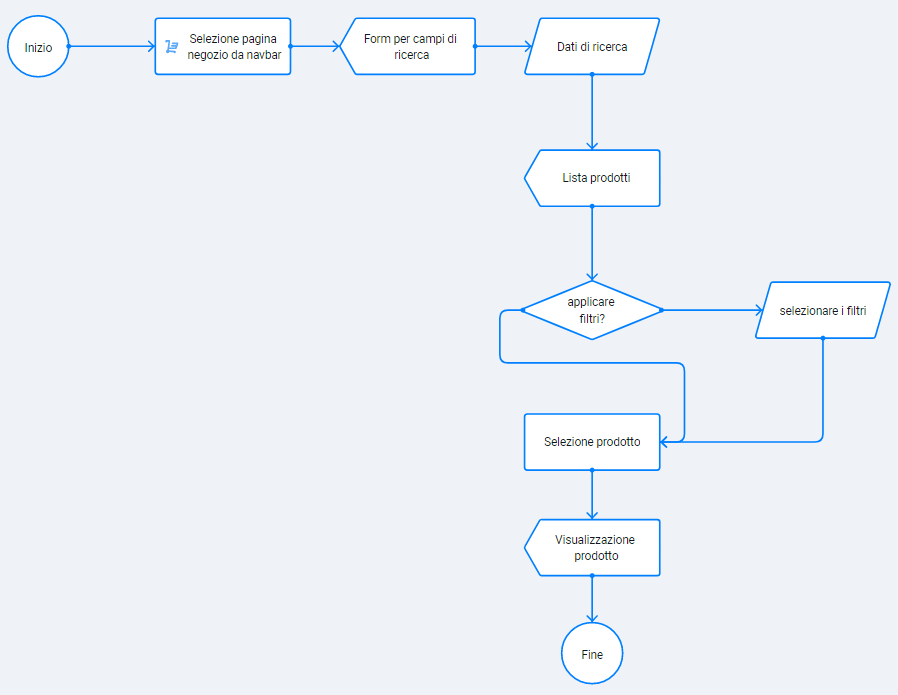 Inizio
Selezione pagina
negozio da navbar
Form per campi di
ricerca
Dati di ricerca
Lista prodotti
applicare
filtri?
selezionare i filtri
Selezione prodotto
Visualizzazione
prodotto
Fine